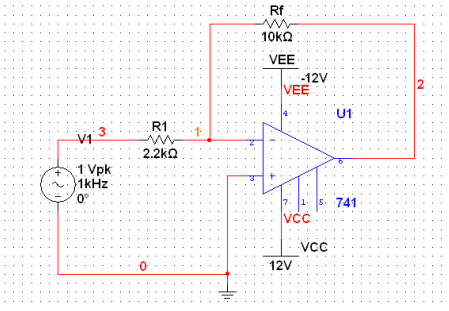 Rf
10kΩ
VEE
-12V
VEE
2
4
U1
V1
3
R1
2.2kΩ
1
2
6
1 Vpk
1kHz
0°
3
7
1
5
741
VCC
VCC
12V
0